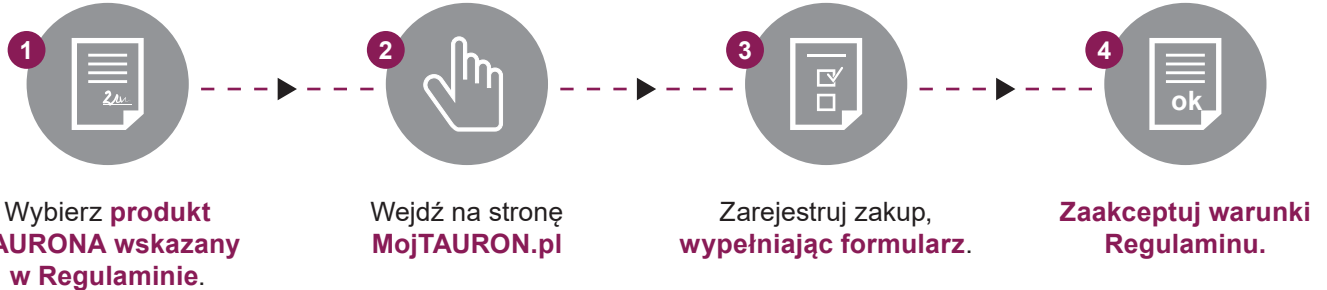 1
2
3
4
ok
Wybierz produkt
AURONA wskazany
w Regulaminie.
Wejdź na stronę
MojTAURON.pl
Zarejestruj zakup,
wypełniając formularz.
Zaakceptuj warunki
Regulaminu.